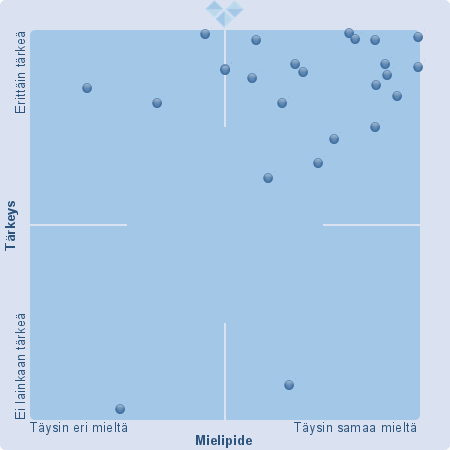 Erittäin tärkeä
Tärkeys
Ei lainkaan tärkeä
Täysin eri mieltä
Täysin samaa mieltä
Mielipide